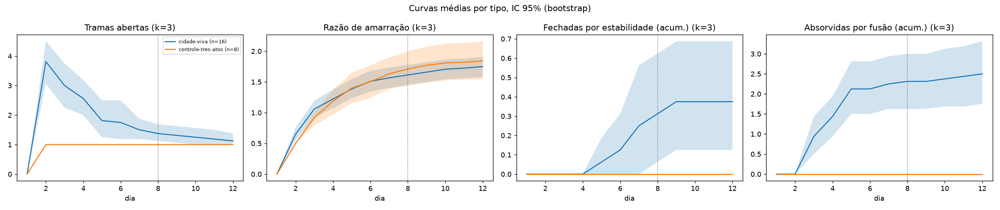 Curvas médias por tipo, IC 95% (bootstrap)
Tramas abertas (k=3)
cidade-viva (n=16)
controle-tres-atos (n=8)
4
3
2
1
0
2 4 6 8 10 12
dia
Razão de amarração (k=3)
2.0
1.5
1.0
0.5
0.0
2 4 6 8 10 12
dia
Fechadas por estabilidade (acum.) (k=3)
0.7
0.6
0.5
0.4
0.3
0.2
0.1
0.0
2 4 6 8 10 12
dia
Absorvidas por fusão (acum.) (k=3)
3.0
2.5
2.0
1.5
1.0
0.5
0.0
2 4 6 8 10 12
dia